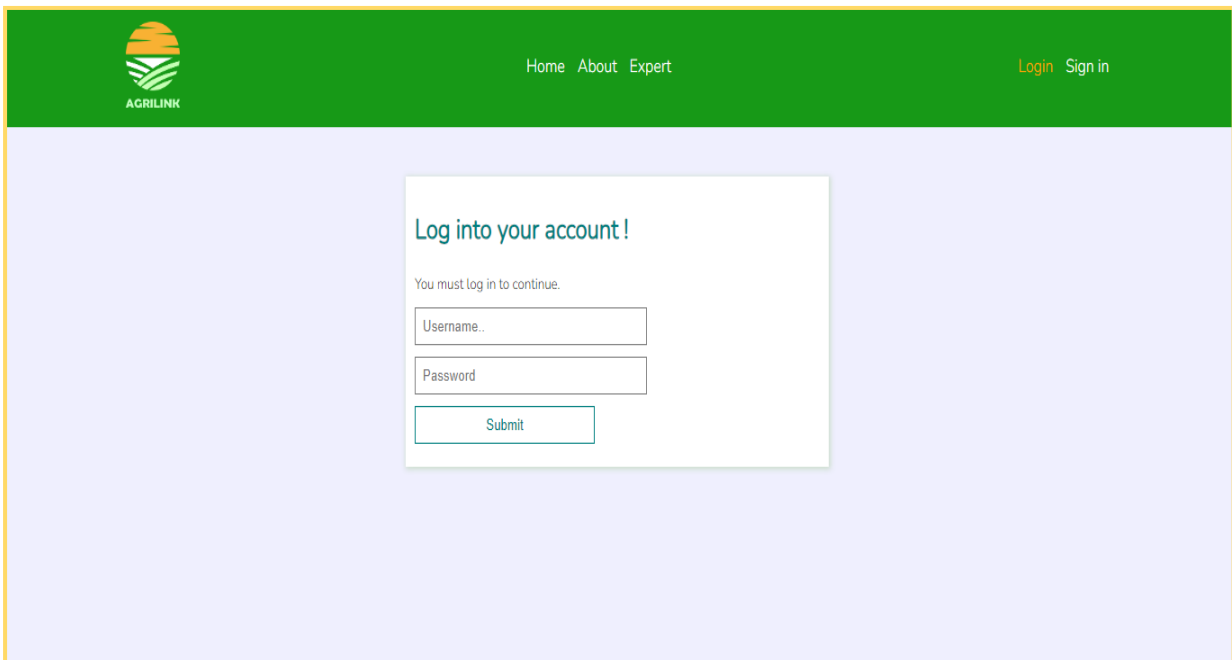 AGRILINK
Home About Expert
Login Sign in
Log into your account !
You must log in to continue.
Username..
Password
Submit